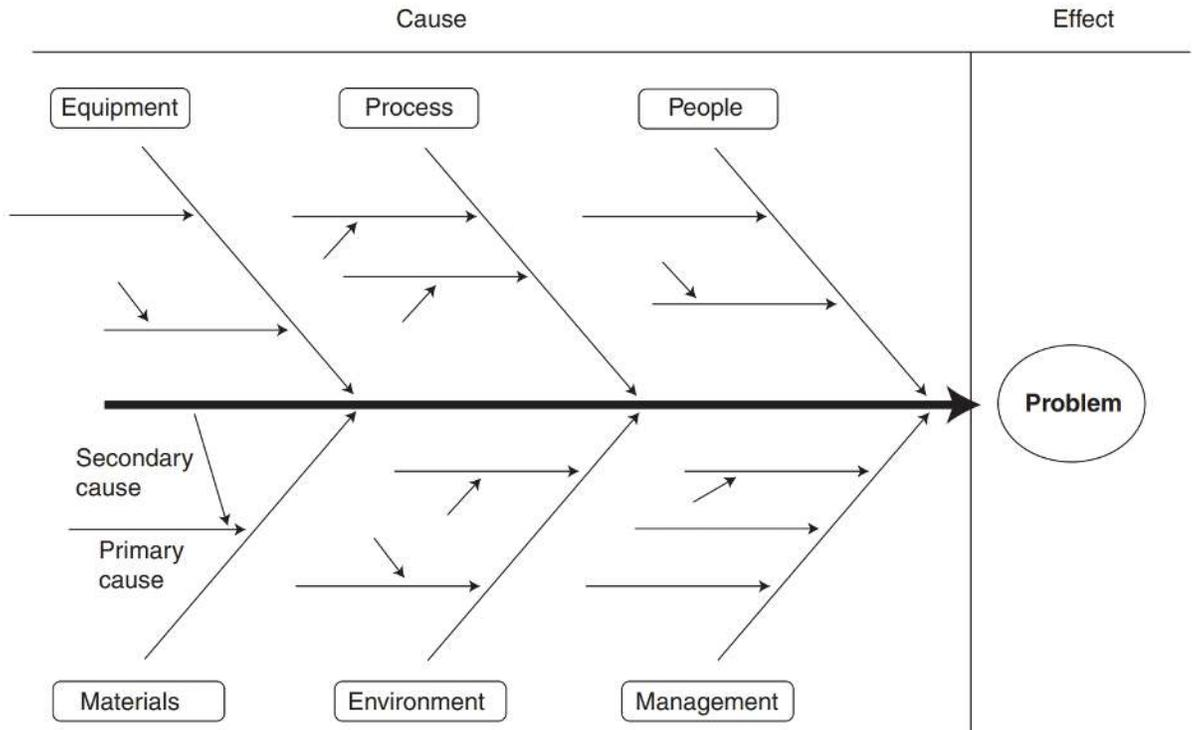 Cause
Effect
Equipment
Process
People
Problem
Secondary
cause
Primary
cause
Materials
Environment
Management